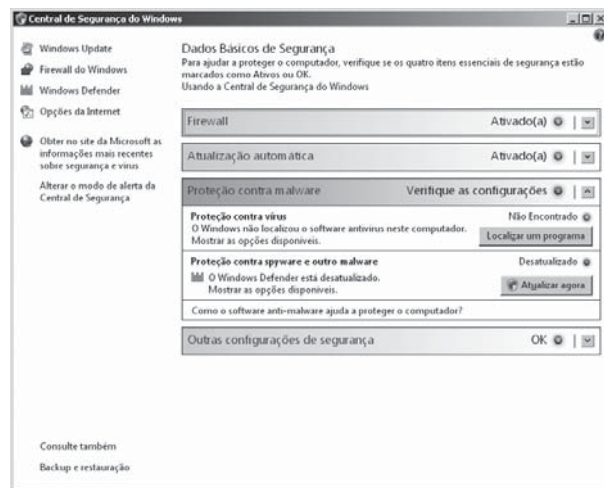 Central de Segurança do Windows
Windows Update
Firewall do Windows
Windows Defender
Opções da Internet
Obter no site da Microsoft as
informações mais recentes
sobre segurança e vírus
Alterar o modo de alerta da
Central de Segurança
Dados Básicos de Segurança
Para ajudar a proteger o computador, verifique se os quatro itens essenciais de segurança estão
marcados como Ativos ou OK.
Usando a Central de Segurança do Windows
Firewall Ativado(a)
Atualização automática Ativado(a)
Proteção contra malware Verifique as configurações
Proteção contra vírus Não Encontrado
O Windows não localizou o software antivírus neste computador.
Mostrar as opções disponíveis. Localizar um programa
Proteção contra spyware e outro malware Desatualizado
O Windows Defender está desatualizado.
Mostrar as opções disponíveis. Atualizar agora
Como o software anti-malware ajuda a proteger o computador?
Outras configurações de segurança OK
Consulte também
Backup e restauração